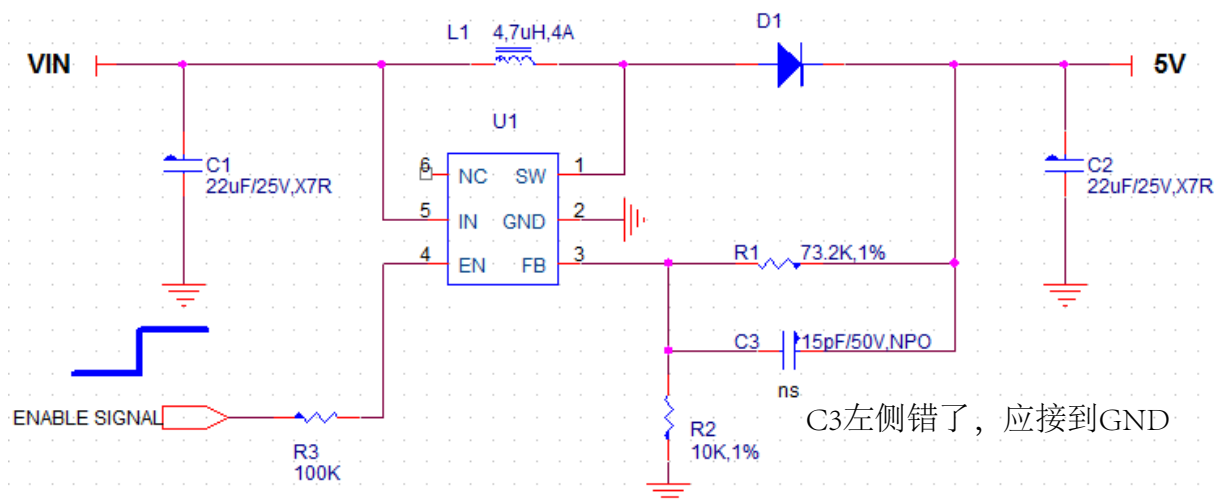 L1 4,7uH,4A
D1
VIN
5V
U1
C1
22uF/25V,X7R
6 NC SW 1
5 IN GND 2
4 EN FB 3
C2
22uF/25V,X7R
R1 73.2K,1%
C3 15pF/50V,NPO
ns
ENABLE SIGNAL
R3
100K
R2
10K,1%
C3左侧错了，应接到GND